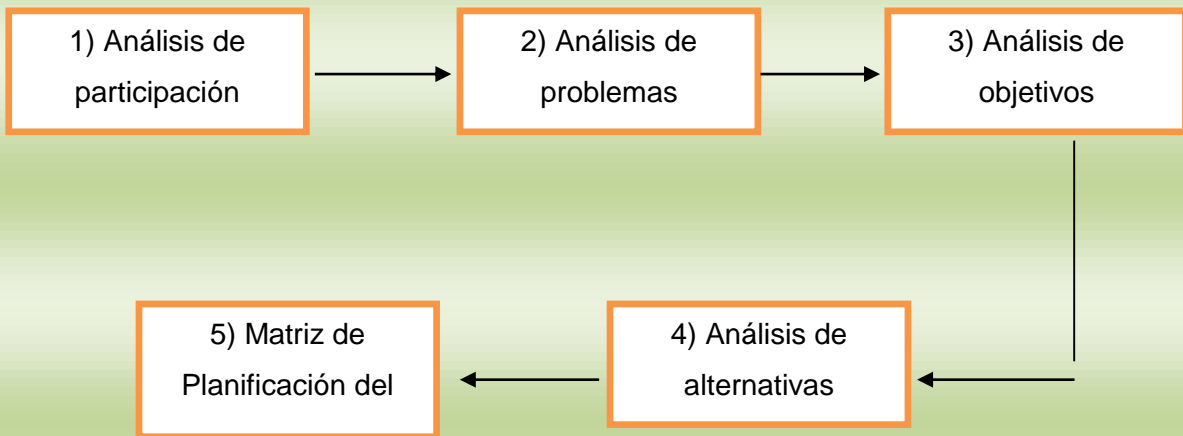 1) Análisis de
participación
2) Análisis de
problemas
3) Análisis de
objetivos
4) Análisis de
alternativas
5) Matriz de
Planificación del